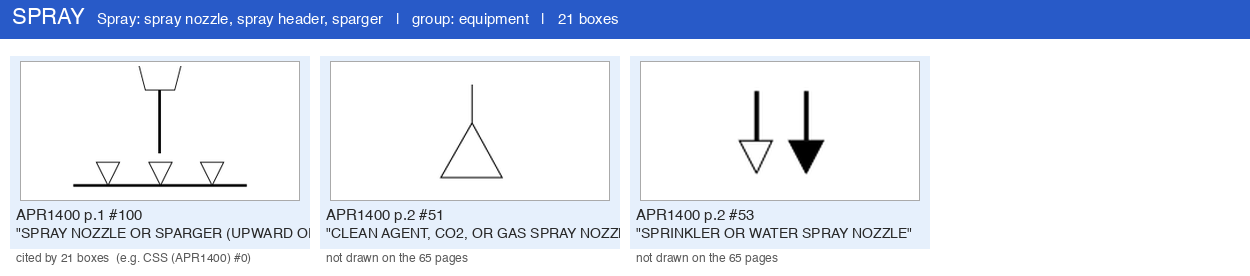 SPRAY Spray: spray nozzle, spray header, sparger | group: equipment | 21 boxes
APR1400 p.1 #100
"SPRAY NOZZLE OR SPARGER (UPWARD O
cited by 21 boxes (e.g. CSS (APR1400) #0)
APR1400 p.2 #51
"CLEAN AGENT, CO2, OR GAS SPRAY NOZZ
not drawn on the 65 pages
APR1400 p.2 #53
"SPRINKLER OR WATER SPRAY NOZZLE"
not drawn on the 65 pages